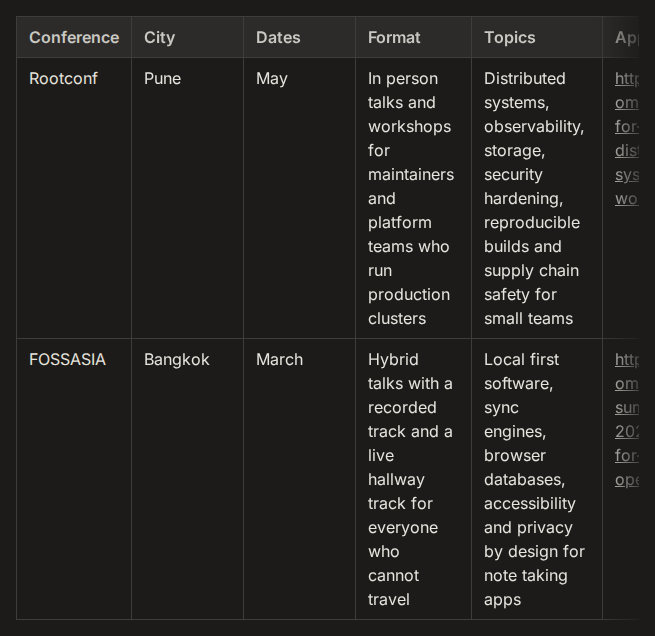 Conference City Dates Format Topics
Rootconf Pune May In person Distributed
talks and systems,
workshops observability,
for storage,
maintainers security
and hardening,
platform reproducible
teams who builds and
run supply chain
production safety for
clusters small teams
FOSSASIA Bangkok March Hybrid Local first
talks with a software,
recorded sync
track and a engines,
live browser
hallway databases,
track for accessibility
everyone and privacy
who by design for
cannot note taking
travel apps